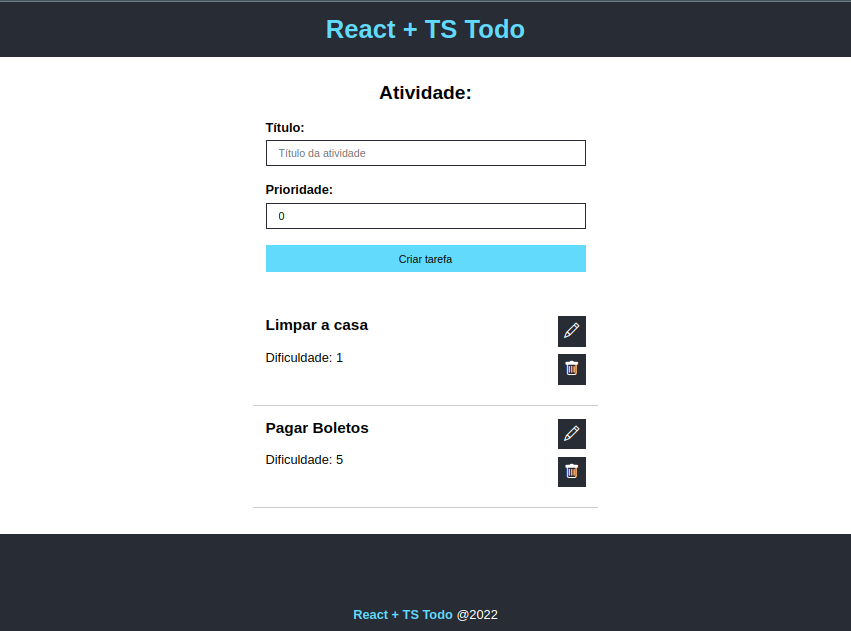 React + TS Todo
Atividade:
Título:
Título da atividade
Prioridade:
0
Criar tarefa
Limpar a casa
Dificuldade: 1
Pagar Boletos
Dificuldade: 5
React + TS Todo @2022